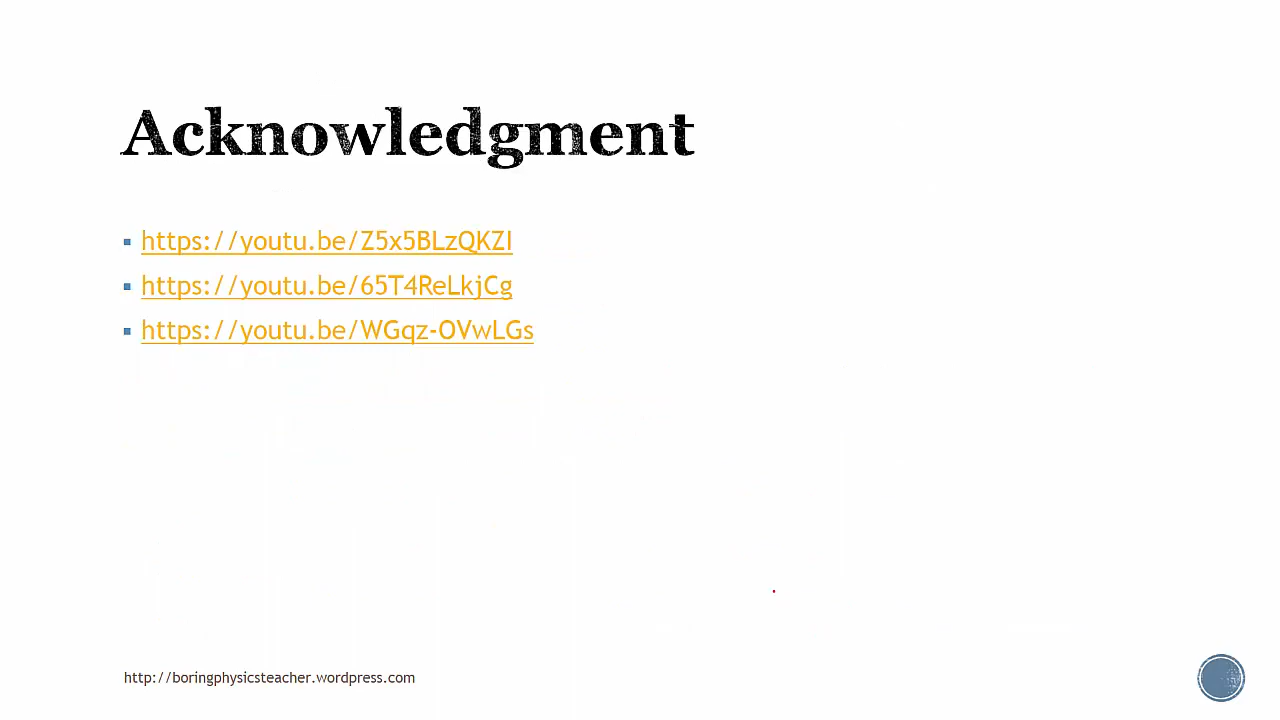 Acknowledgment
https://youtu.be/Z5x5BLzQKZI
https://youtu.be/65T4ReLkjCg
https://youtu.be/WGqz-OVwLGs
http://boringphysicsteacher.wordpress.com